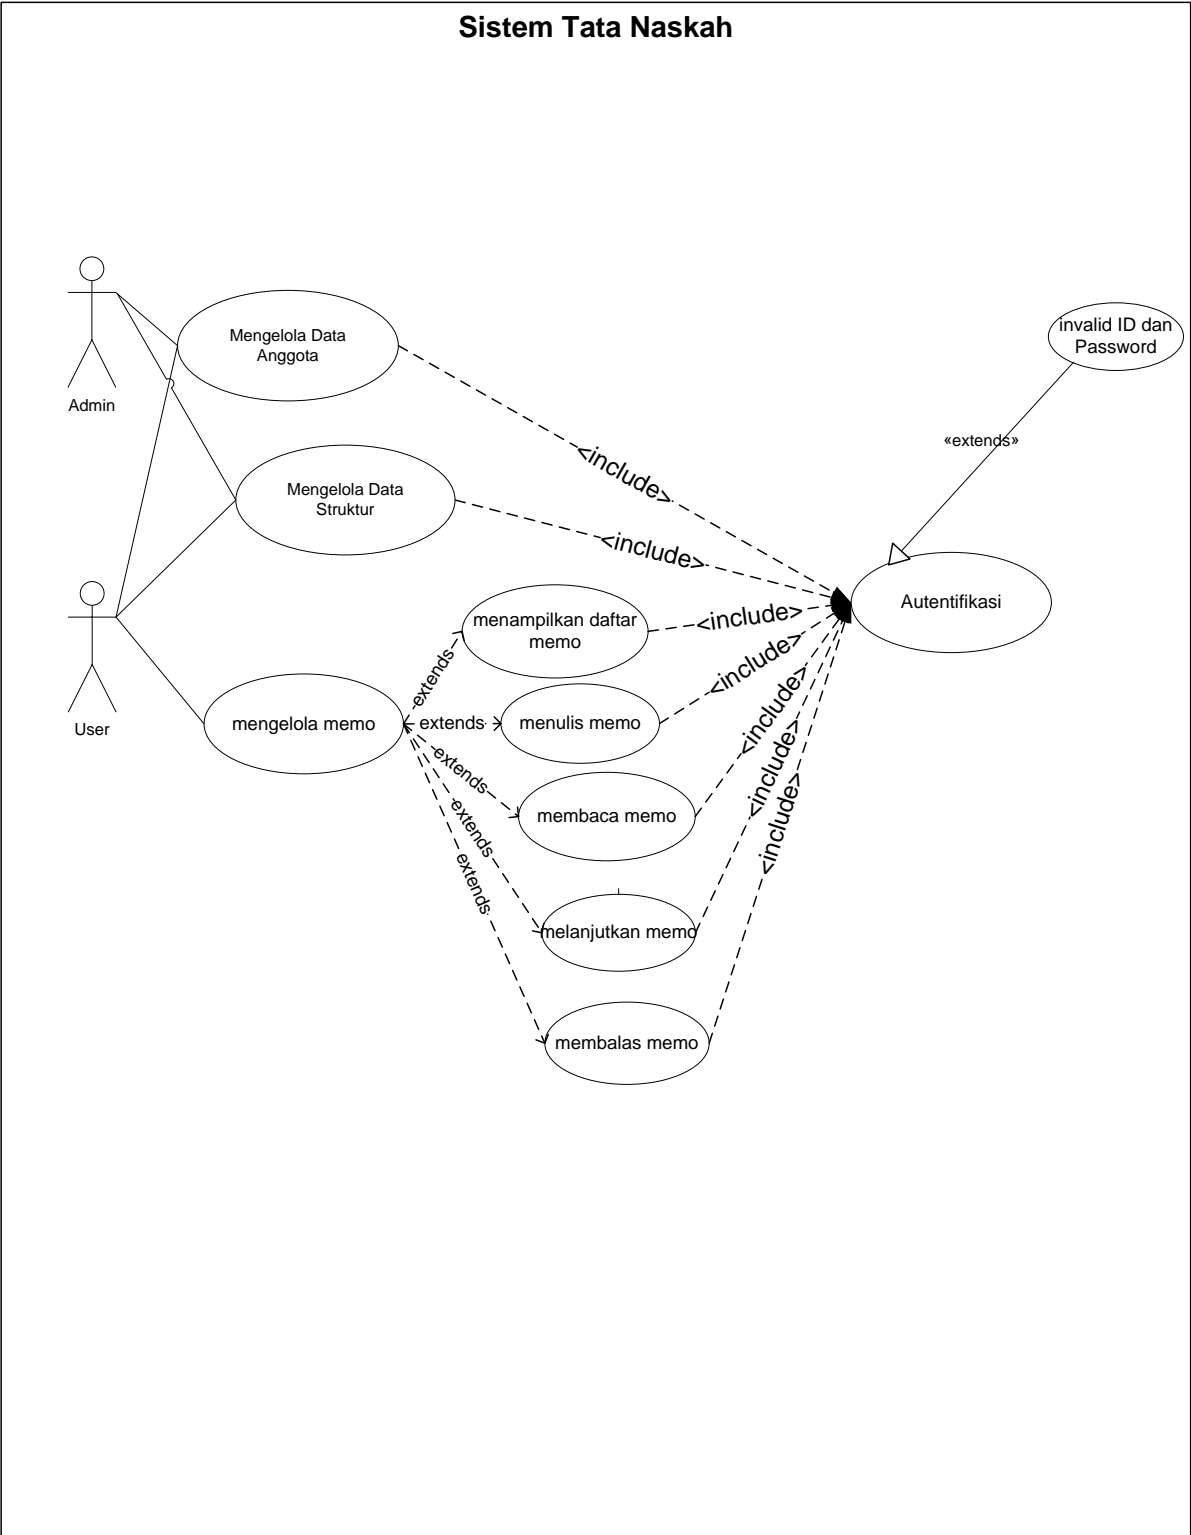 Sistem Tata Naskah
Mengelola Data
Anggota
invalid ID dan
Password
Admin
«extends»
<include>
Mengelola Data
Struktur
<include>
Autentifikasi
menampilkan daftar
memo
<include>
extends
<include>
User
mengelola memo
extends
menulis memo
<include>
extends
<include>
membaca memo
extends
<include>
extends
melanjutkan memo
membalas memo